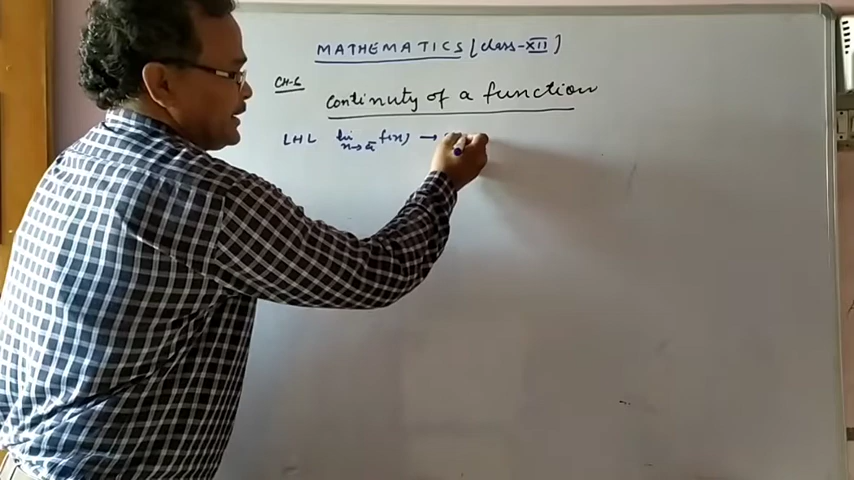 MATHEMATICS [class-XII]
CH-6
Continuity of a function
LHL lim f(x) →
x→a̅